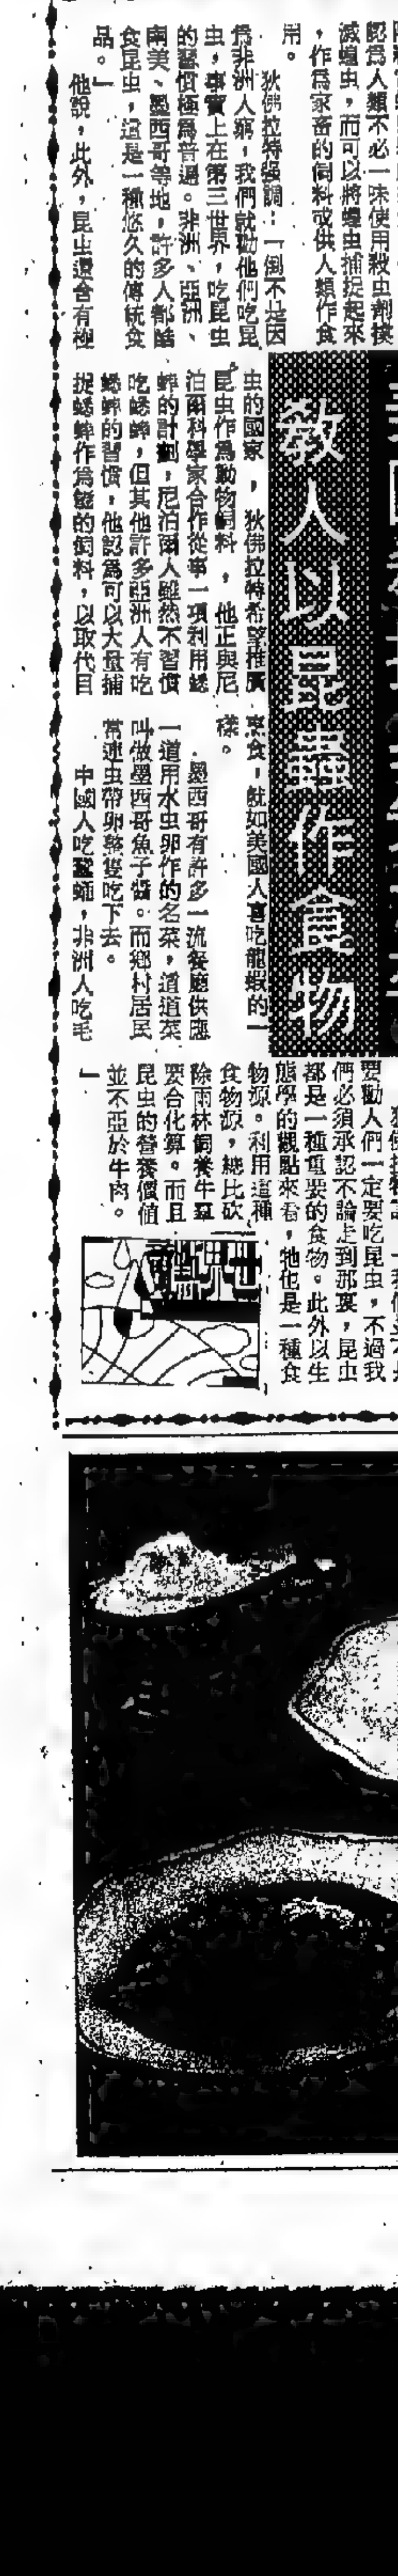 認爲人類不必一味使用殺虫劑撲
滅蝗虫，而可以將蝗虫捕捉起來
，作爲家畜的飼料或供人類作食
用。
狄佛拉特強調：「倒不是因
爲非洲人窮，我們就勸他們吃昆
虫，事實上在第三世界，吃昆虫
的習慣極爲普遍。非洲、亞洲、
南美、墨西哥等地，許多人都酷
食昆虫，這是一種悠久的傳統食
品。」
他說，此外，昆虫還含有極
教人以昆蟲作食物
虫的國家，狄佛拉特希望推廣
昆虫作爲動物飼料，他正與尼
泊爾科學家合作從事一項利用蟋
蟀的計劃，尼泊爾人雖然不習慣
吃蟋蟀，但其他許多亞洲人有吃
蟋蟀的習慣，他認爲可以大量捕
捉蟋蟀作爲雞的飼料，以取代目
烹食，就如美國人喜吃龍蝦的一
樣。
墨西哥有許多一流餐廳供應
一道用水虫卵作的名菜，這道菜
叫做墨西哥魚子醬。而鄉村居民
常連虫帶卵整隻吃下去。
中國人吃蠶蛹，非洲人吃毛
要勸人們一定要吃昆虫，不過我
們必須承認不論走到那裏，昆虫
都是一種重要的食物。此外以生
態學的觀點來看，牠也是一種食
物源。利用這種
食物源，總比砍
除雨林飼養牛羣
要合化算。而且
昆虫的營養價值
並不亞於牛肉。
」